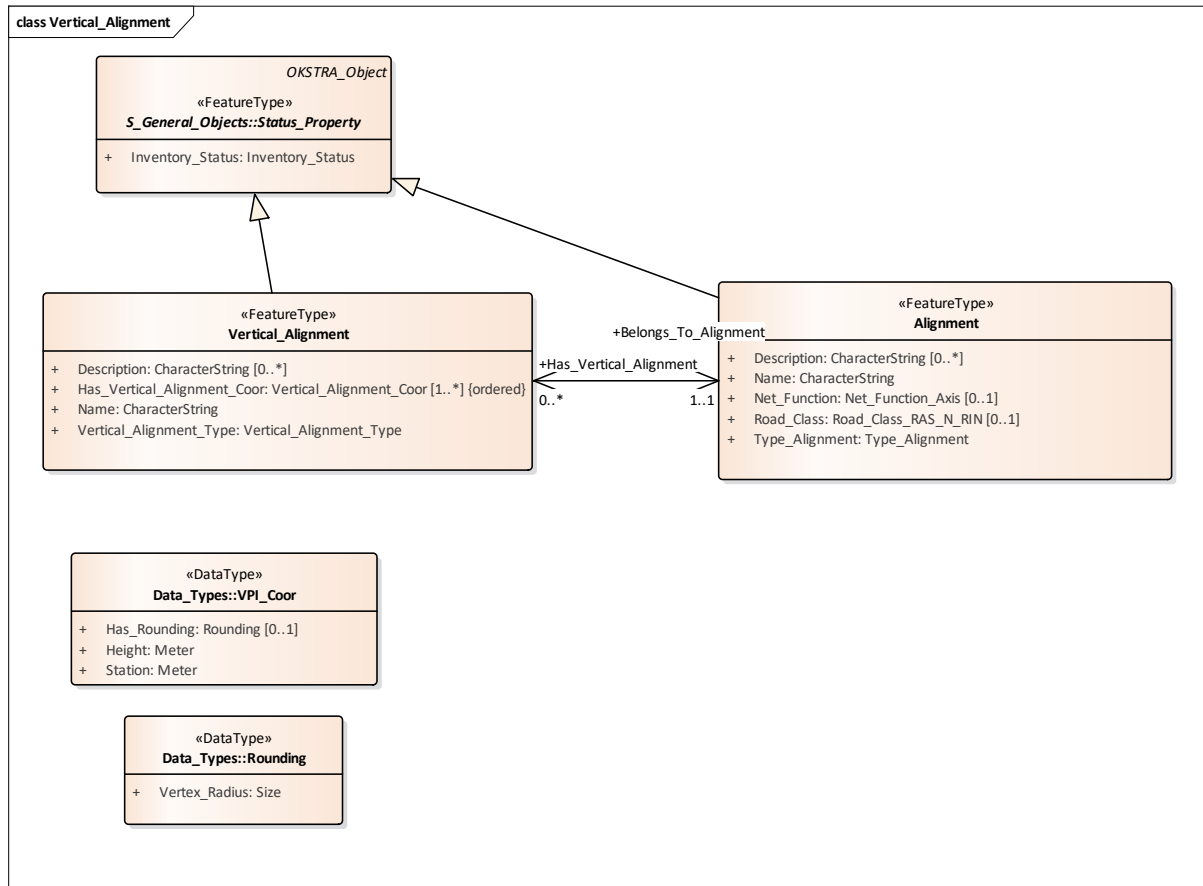 class Vertical_Alignment
OKSTRA_Object
«FeatureType»
S_General_Objects::Status_Property
+ Inventory_Status: Inventory_Status
«FeatureType»
Vertical_Alignment
+ Description: CharacterString [0..*]
+ Has_Vertical_Alignment_Coor: Vertical_Alignment_Coor [1..*] {ordered}
+ Name: CharacterString
+ Vertical_Alignment_Type: Vertical_Alignment_Type
+Belongs_To_Alignment
+Has_Vertical_Alignment
0..*
1..1
«FeatureType»
Alignment
+ Description: CharacterString [0..*]
+ Name: CharacterString
+ Net_Function: Net_Function_Axis [0..1]
+ Road_Class: Road_Class_RAS_N_RIN [0..1]
+ Type_Alignment: Type_Alignment
«DataType»
Data_Types::VPI_Coor
+ Has_Rounding: Rounding [0..1]
+ Height: Meter
+ Station: Meter
«DataType»
Data_Types::Rounding
+ Vertex_Radius: Size